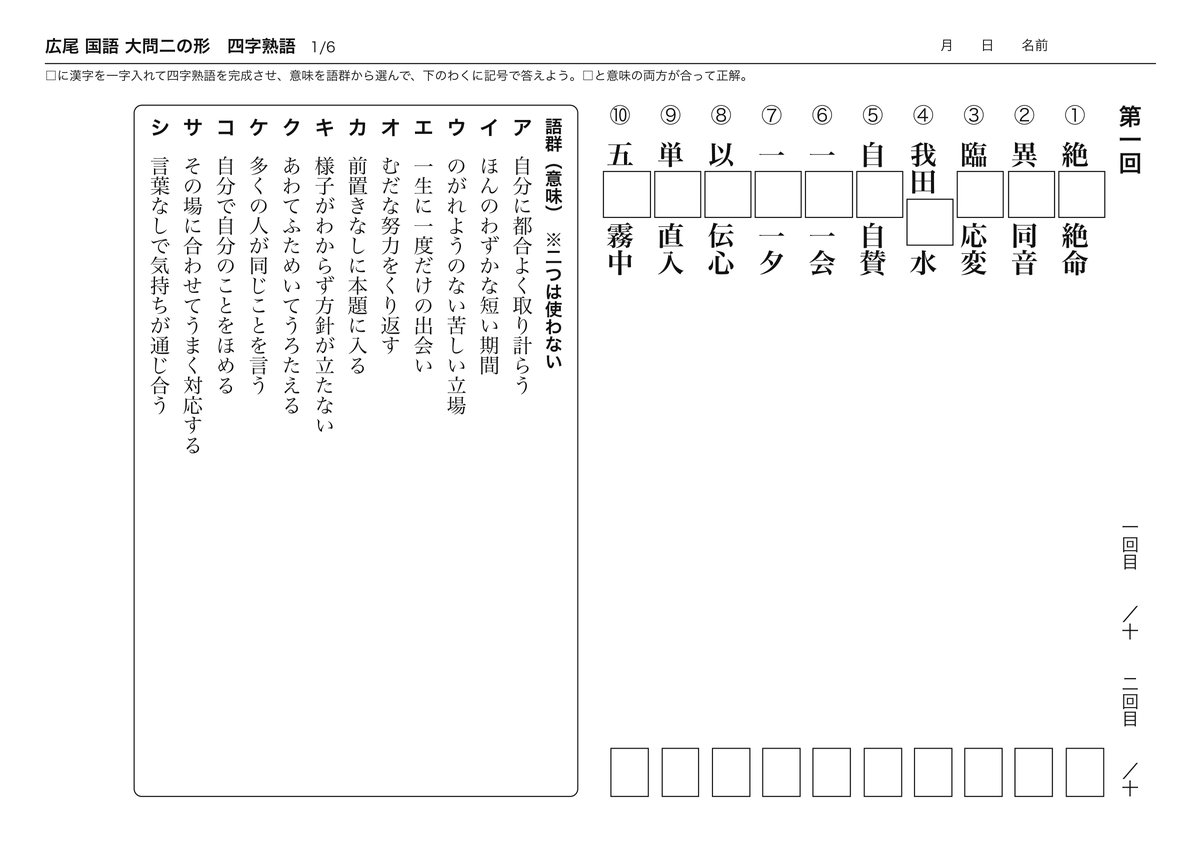 広尾 国語 大問二の形　四字熟語　1/6
月　　日　　名前
□に漢字を一字入れて四字熟語を完成させ、意味を語群から選んで、下のわくに記号で答えよう。□と意味の両方が合って正解。
第一回　一回目　／十　二回目　／十
① 絶□絶命
② 異□同音
③ 臨□応変
④ 我田□水
⑤ 自□自賛
⑥ 一□一会
⑦ 一□一夕
⑧ 以□伝心
⑨ 単□直入
⑩ 五□霧中
語群（意味）　※二つは使わない
ア　自分に都合よく取り計らう
イ　ほんのわずかな短い期間
ウ　のがれようのない苦しい立場
エ　一生に一度だけの出会い
オ　むだな努力をくり返す
カ　前置きなしに本題に入る
キ　様子がわからず方針が立たない
ク　あわてふためいてうろたえる
ケ　多くの人が同じことを言う
コ　自分で自分のことをほめる
サ　その場に合わせてうまく対応する
シ　言葉なしで気持ちが通じ合う